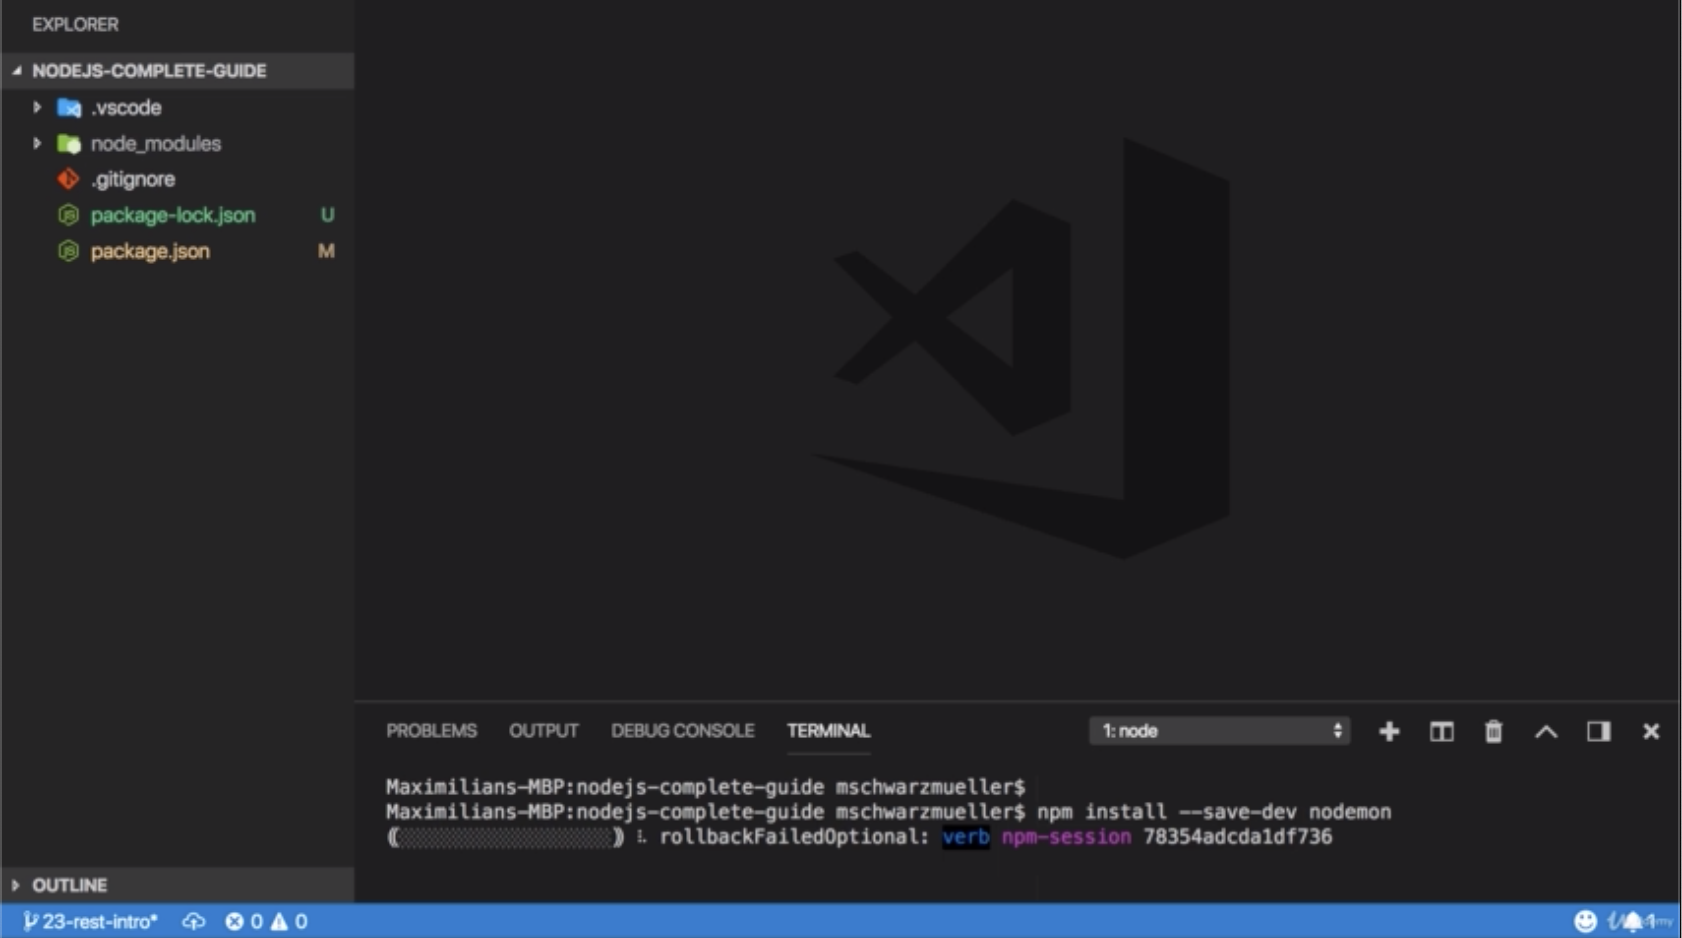 EXPLORER
NODEJS-COMPLETE-GUIDE
.vscode
node_modules
.gitignore
package-lock.json U
package.json M
PROBLEMS OUTPUT DEBUG CONSOLE TERMINAL 1: node
Maximilians-MBP:nodejs-complete-guide mschwarzmueller$
Maximilians-MBP:nodejs-complete-guide mschwarzmueller$ npm install --save-dev nodemon
rollbackFailedOptional: verb npm-session 78354adcda1df736
OUTLINE
23-rest-intro* 0 0 1